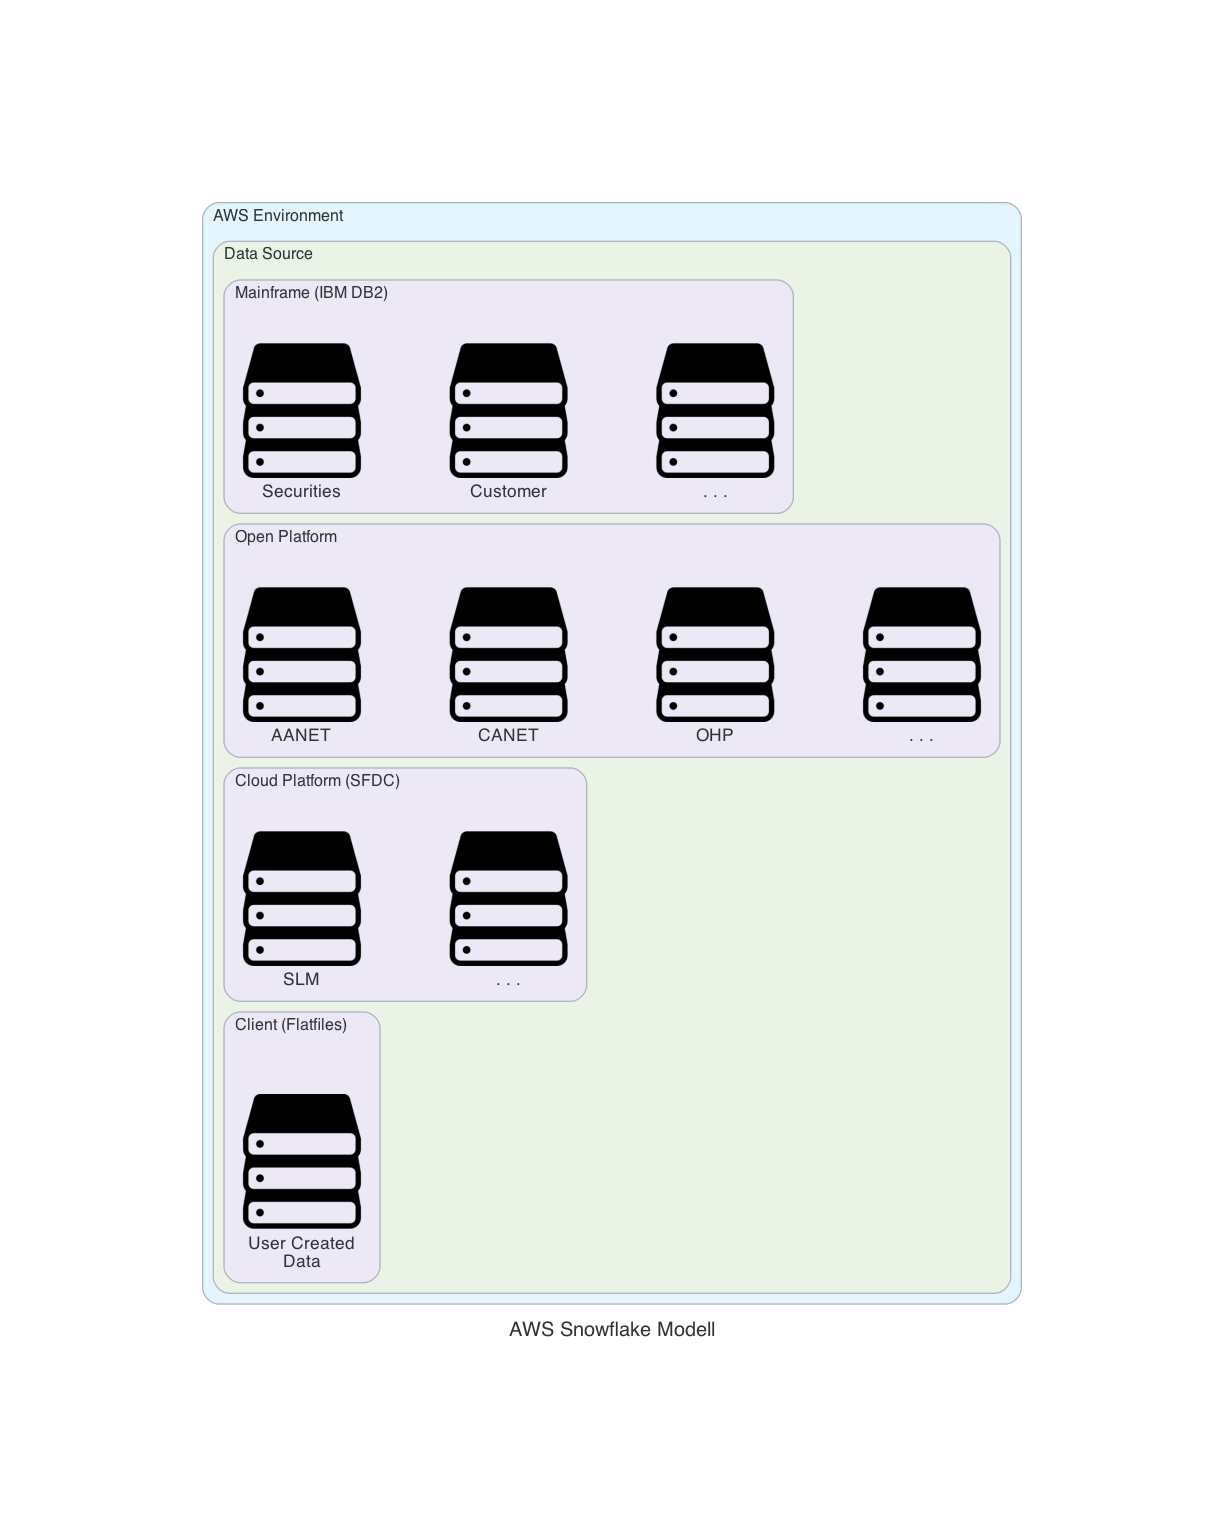 AWS Environment
Data Source
Mainframe (IBM DB2)
Securities
Customer
. . .
Open Platform
AANET
CANET
OHP
. . .
Cloud Platform (SFDC)
SLM
. . .
Client (Flatfiles)
User Created
Data
AWS Snowflake Modell